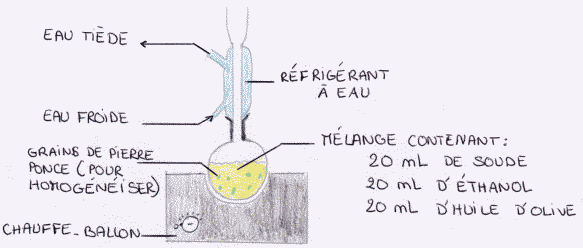 EAU TIÈDE
RÉFRIGÉRANT
À EAU
EAU FROIDE
GRAINS DE PIERRE
PONCE (POUR
HOMOGÉNÉISER)
MÉLANGE CONTENANT:
20 mL DE SOUDE
20 mL D'ÉTHANOL
20 mL D'HUILE D'OLIVE
CHAUFFE-BALLON